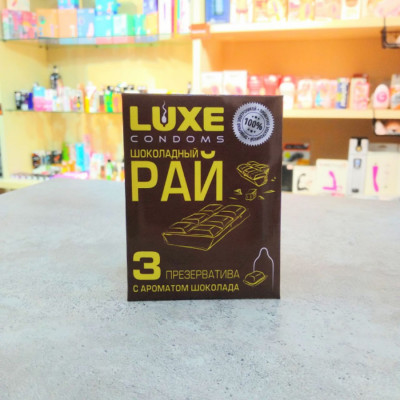 LUXE
CONDOMS
100%
ШОКОЛАДНЫЙ
РАЙ
3 ПРЕЗЕРВАТИВА
С АРОМАТОМ ШОКОЛАДА